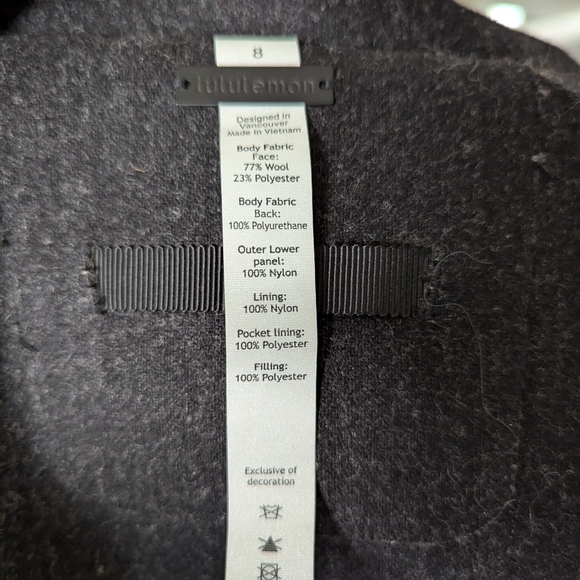 8
lululemon
Designed in
Vancouver
Made in Vietnam
Body Fabric
Face:
77% Wool
23% Polyester
Body Fabric
Back:
100% Polyurethane
Outer Lower
panel:
100% Nylon
Lining:
100% Nylon
Pocket lining:
100% Polyester
Filling:
100% Polyester
Exclusive of
decoration